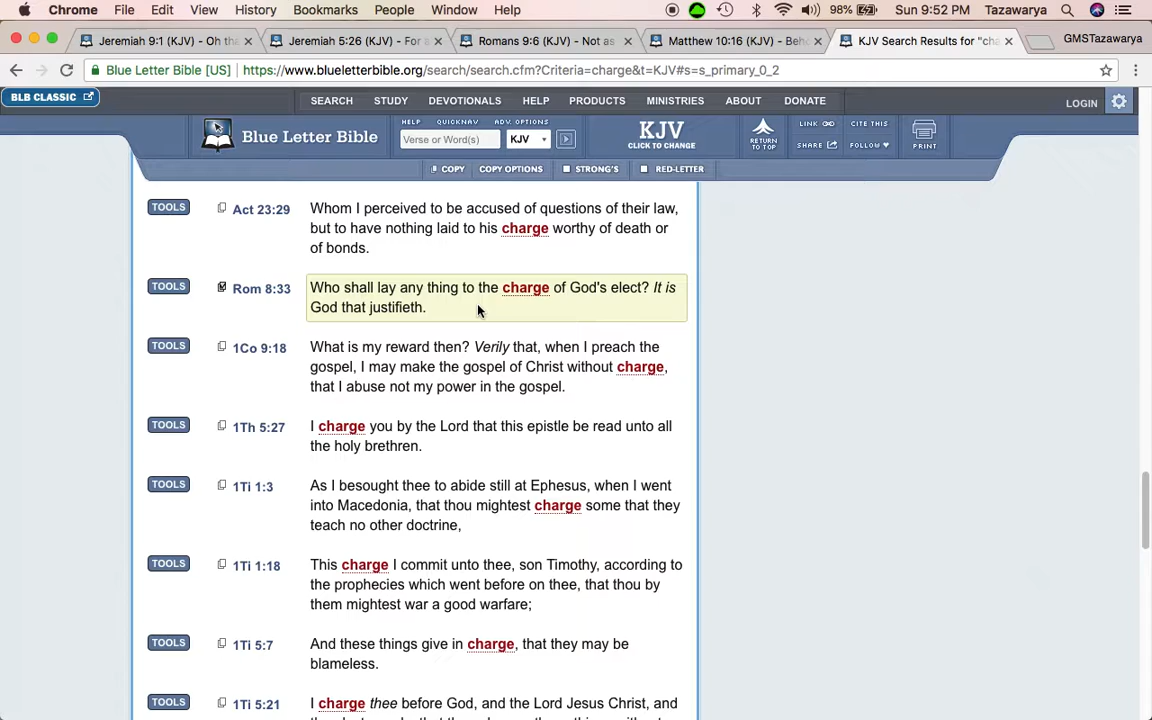 Chrome File Edit View History Bookmarks People Window Help 98% Sun 9:52 PM Tazawarya
Jeremiah 9:1 (KJV) - Oh tha Jeremiah 5:26 (KJV) - For a Romans 9:6 (KJV) - Not as Matthew 10:16 (KJV) - Beho KJV Search Results for "cha GMSTazawarya
Blue Letter Bible [US] https://www.blueletterbible.org/search/search.cfm?Criteria=charge&t=KJV#s=s_primary_0_2
BLB CLASSIC
SEARCH STUDY DEVOTIONALS HELP PRODUCTS MINISTRIES ABOUT DONATE LOGIN
HELP QUICKNAV ADV. OPTIONS
Blue Letter Bible
Verse or Word(s) KJV
KJV
CLICK TO CHANGE
RETURN
TO TOP
LINK CITE THIS
SHARE FOLLOW
PRINT
COPY COPY OPTIONS STRONG'S RED-LETTER
TOOLS Act 23:29 Whom I perceived to be accused of questions of their law,
but to have nothing laid to his charge worthy of death or
of bonds.
TOOLS Rom 8:33 Who shall lay any thing to the charge of God's elect? It is
God that justifieth.
TOOLS 1Co 9:18 What is my reward then? Verily that, when I preach the
gospel, I may make the gospel of Christ without charge,
that I abuse not my power in the gospel.
TOOLS 1Th 5:27 I charge you by the Lord that this epistle be read unto all
the holy brethren.
TOOLS 1Ti 1:3 As I besought thee to abide still at Ephesus, when I went
into Macedonia, that thou mightest charge some that they
teach no other doctrine,
TOOLS 1Ti 1:18 This charge I commit unto thee, son Timothy, according to
the prophecies which went before on thee, that thou by
them mightest war a good warfare;
TOOLS 1Ti 5:7 And these things give in charge, that they may be
blameless.
TOOLS 1Ti 5:21 I charge thee before God, and the Lord Jesus Christ, and